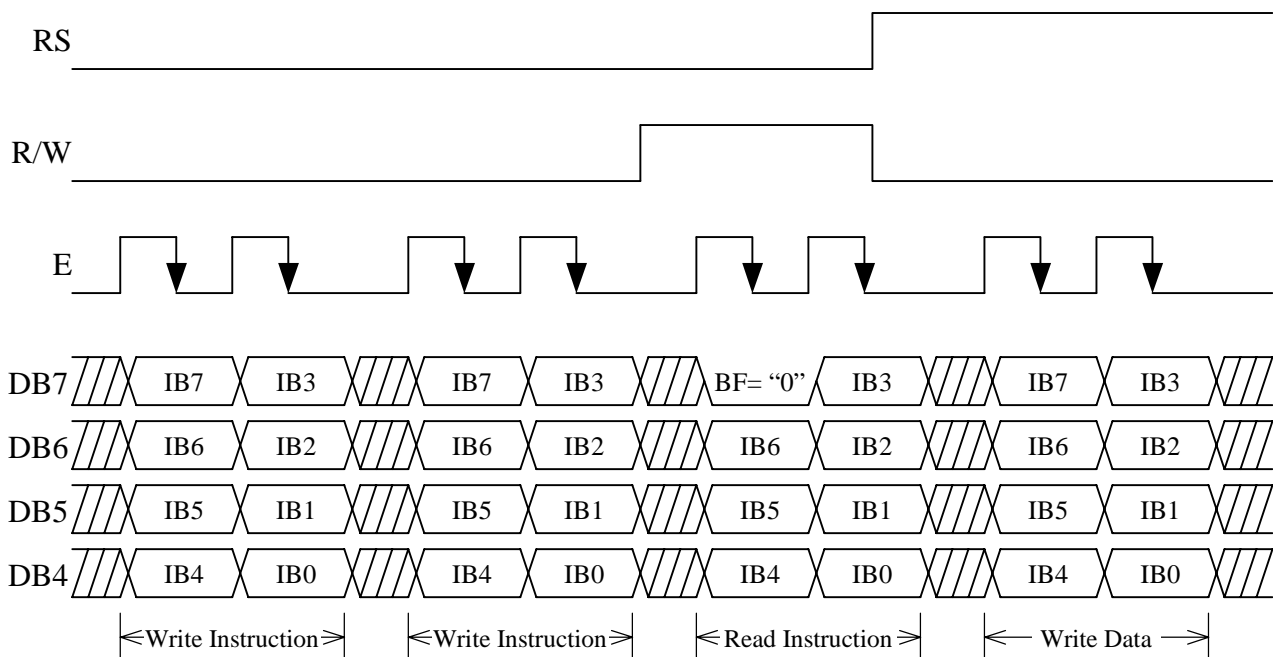 RS
R/W
E
DB7 IB7 IB3 IB7 IB3 BF= “0” IB3 IB7 IB3
DB6 IB6 IB2 IB6 IB2 IB6 IB2 IB6 IB2
DB5 IB5 IB1 IB5 IB1 IB5 IB1 IB5 IB1
DB4 IB4 IB0 IB4 IB0 IB4 IB0 IB4 IB0
Write Instruction Write Instruction Read Instruction Write Data